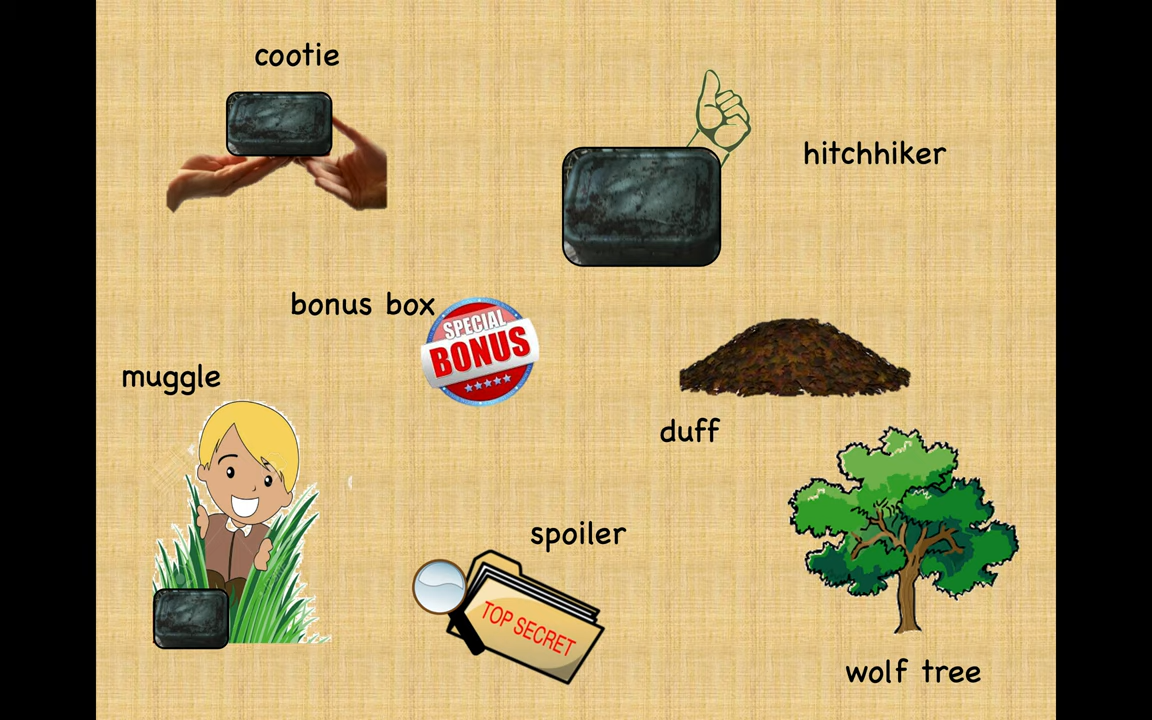 cootie
hitchhiker
bonus box
SPECIAL
BONUS
muggle
duff
spoiler
TOP SECRET
wolf tree